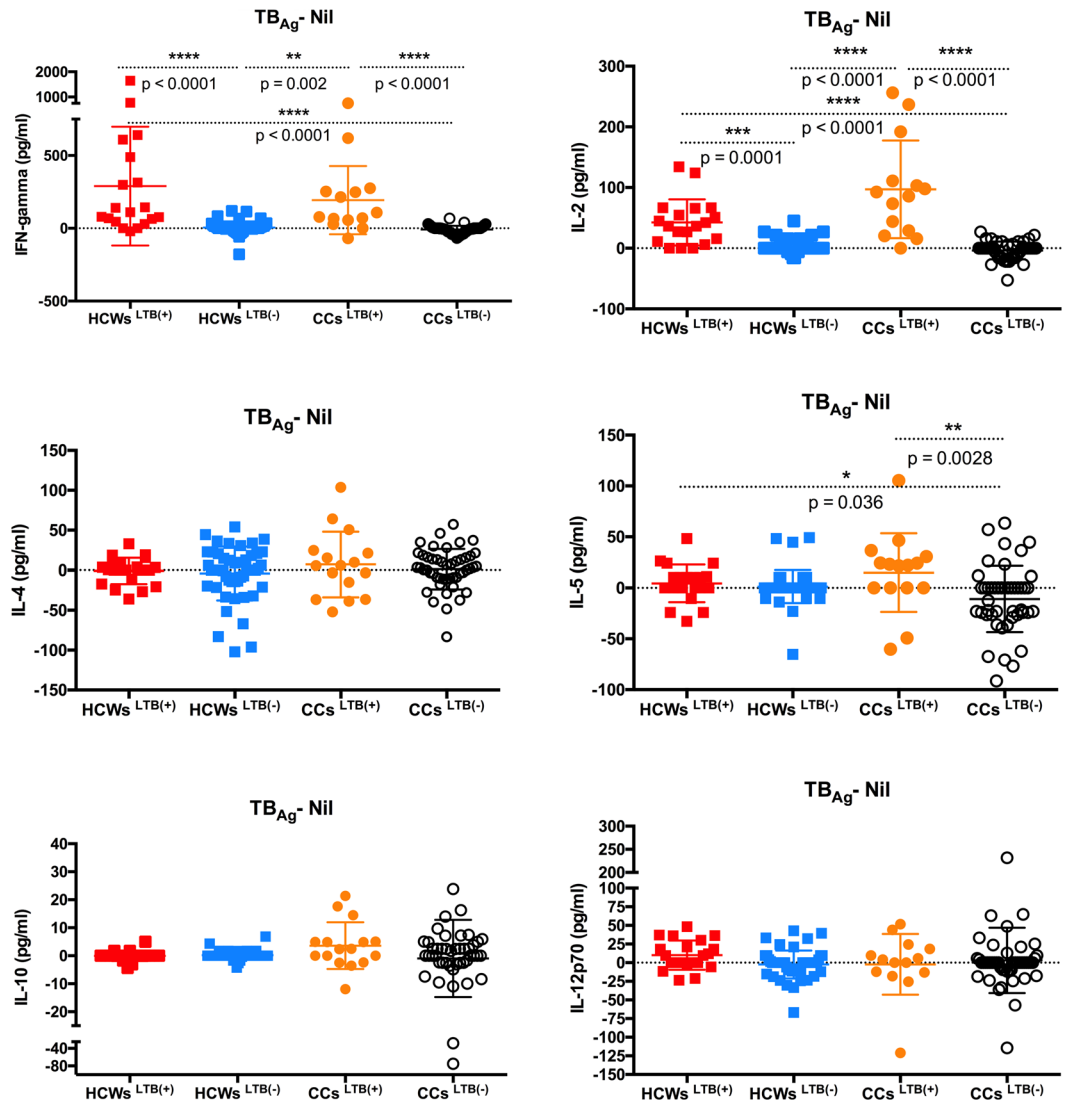 TBAg- Nil
IFN-gamma (pg/ml)
2000
1000
500
0
-500
****
p < 0.0001
**
p = 0.002
****
p < 0.0001
****
p < 0.0001
HCWs LTB(+)
HCWs LTB(-)
CCs LTB(+)
CCs LTB(-)
TBAg- Nil
IL-2 (pg/ml)
300
200
100
0
-100
****
p < 0.0001
****
p < 0.0001
****
p < 0.0001
***
p = 0.0001
HCWs LTB(+)
HCWs LTB(-)
CCs LTB(+)
CCs LTB(-)
TBAg- Nil
IL-4 (pg/ml)
150
100
50
0
-50
-100
-150
HCWs LTB(+)
HCWs LTB(-)
CCs LTB(+)
CCs LTB(-)
TBAg- Nil
IL-5 (pg/ml)
150
100
50
0
-50
-100
**
p = 0.0028
*
p = 0.036
HCWs LTB(+)
HCWs LTB(-)
CCs LTB(+)
CCs LTB(-)
TBAg- Nil
IL-10 (pg/ml)
40
30
20
10
0
-10
-20
-40
-80
HCWs LTB(+)
HCWs LTB(-)
CCs LTB(+)
CCs LTB(-)
TBAg- Nil
IL-12p70 (pg/ml)
300
250
200
100
75
50
25
0
-25
-50
-75
-100
-125
-150
HCWs LTB(+)
HCWs LTB(-)
CCs LTB(+)
CCs LTB(-)